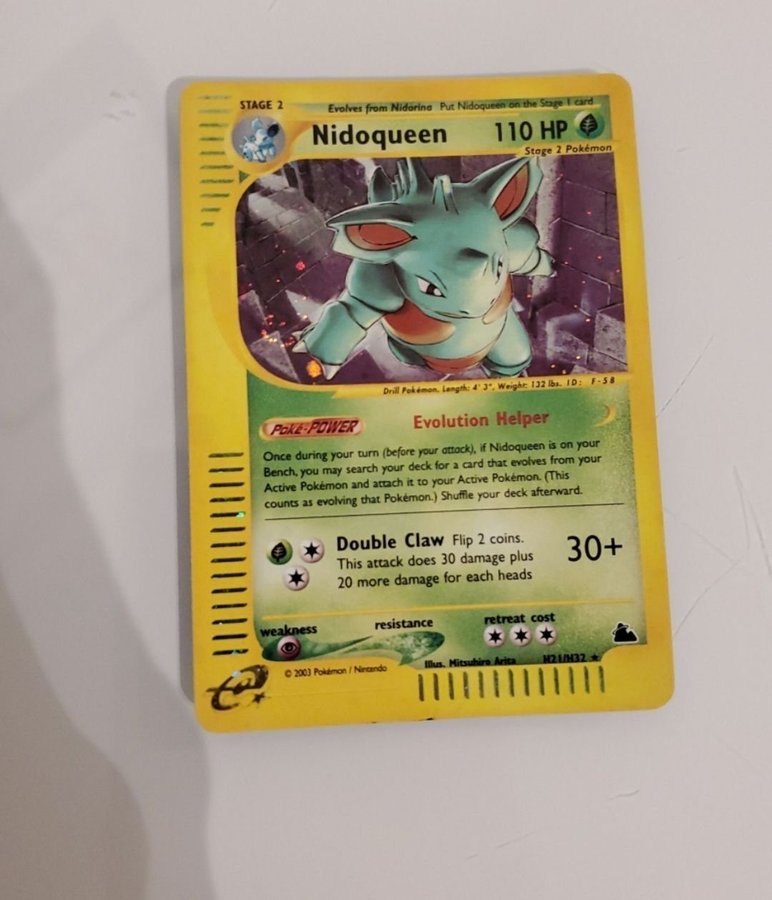 STAGE 2 Evolves from Nidorina Put Nidoqueen on the Stage 1 card
Nidoqueen 110 HP
Stage 2 Pokémon
Drill Pokémon. Length: 4' 3", Weight: 132 lbs. ID: F-58
Poké-POWER Evolution Helper
Once during your turn (before your attack), if Nidoqueen is on your
Bench, you may search your deck for a card that evolves from your
Active Pokémon and attach it to your Active Pokémon. (This
counts as evolving that Pokémon.) Shuffle your deck afterward.
Double Claw Flip 2 coins. 30+
This attack does 30 damage plus
20 more damage for each heads
weakness resistance retreat cost
Illus. Mitsuhiro Arita H21/H32
© 2003 Pokémon / Nintendo
e